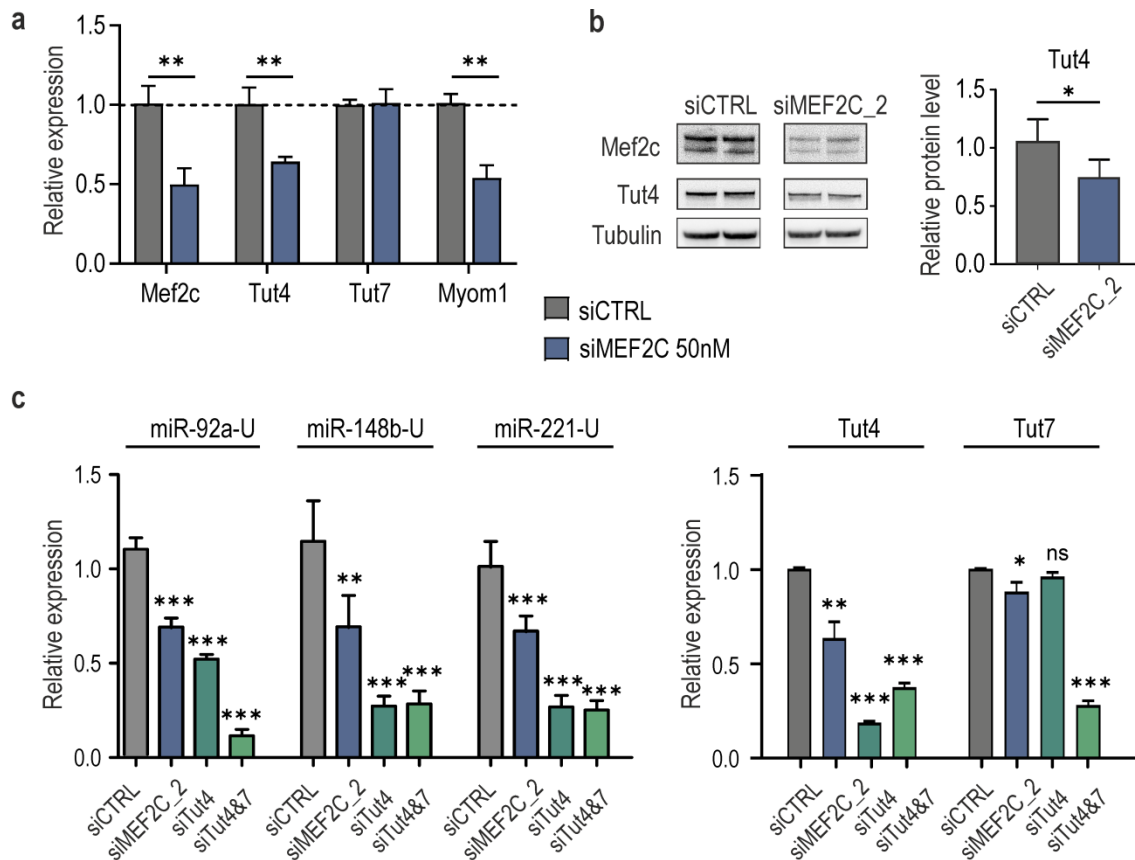 a
Relative expression
1.5
1.0
0.5
0.0
** ** **
Mef2c Tut4 Tut7 Myom1
siCTRL
siMEF2C 50nM
b
siCTRL siMEF2C_2
Mef2c
Tut4
Tubulin
Tut4
Relative protein level
1.5
1.0
0.5
0.0
*
siCTRL
siMEF2C_2
c
miR-92a-U miR-148b-U miR-221-U
Relative expression
1.5
1.0
0.5
0.0
*** *** ***
** *** ***
*** *** ***
siCTRL siMEF2C_2 siTut4 siTut4&7 siCTRL siMEF2C_2 siTut4 siTut4&7 siCTRL siMEF2C_2 siTut4 siTut4&7
Tut4 Tut7
Relative expression
1.5
1.0
0.5
0.0
** *** ***
* ns ***
siCTRL siMEF2C_2 siTut4 siTut4&7 siCTRL siMEF2C_2 siTut4 siTut4&7